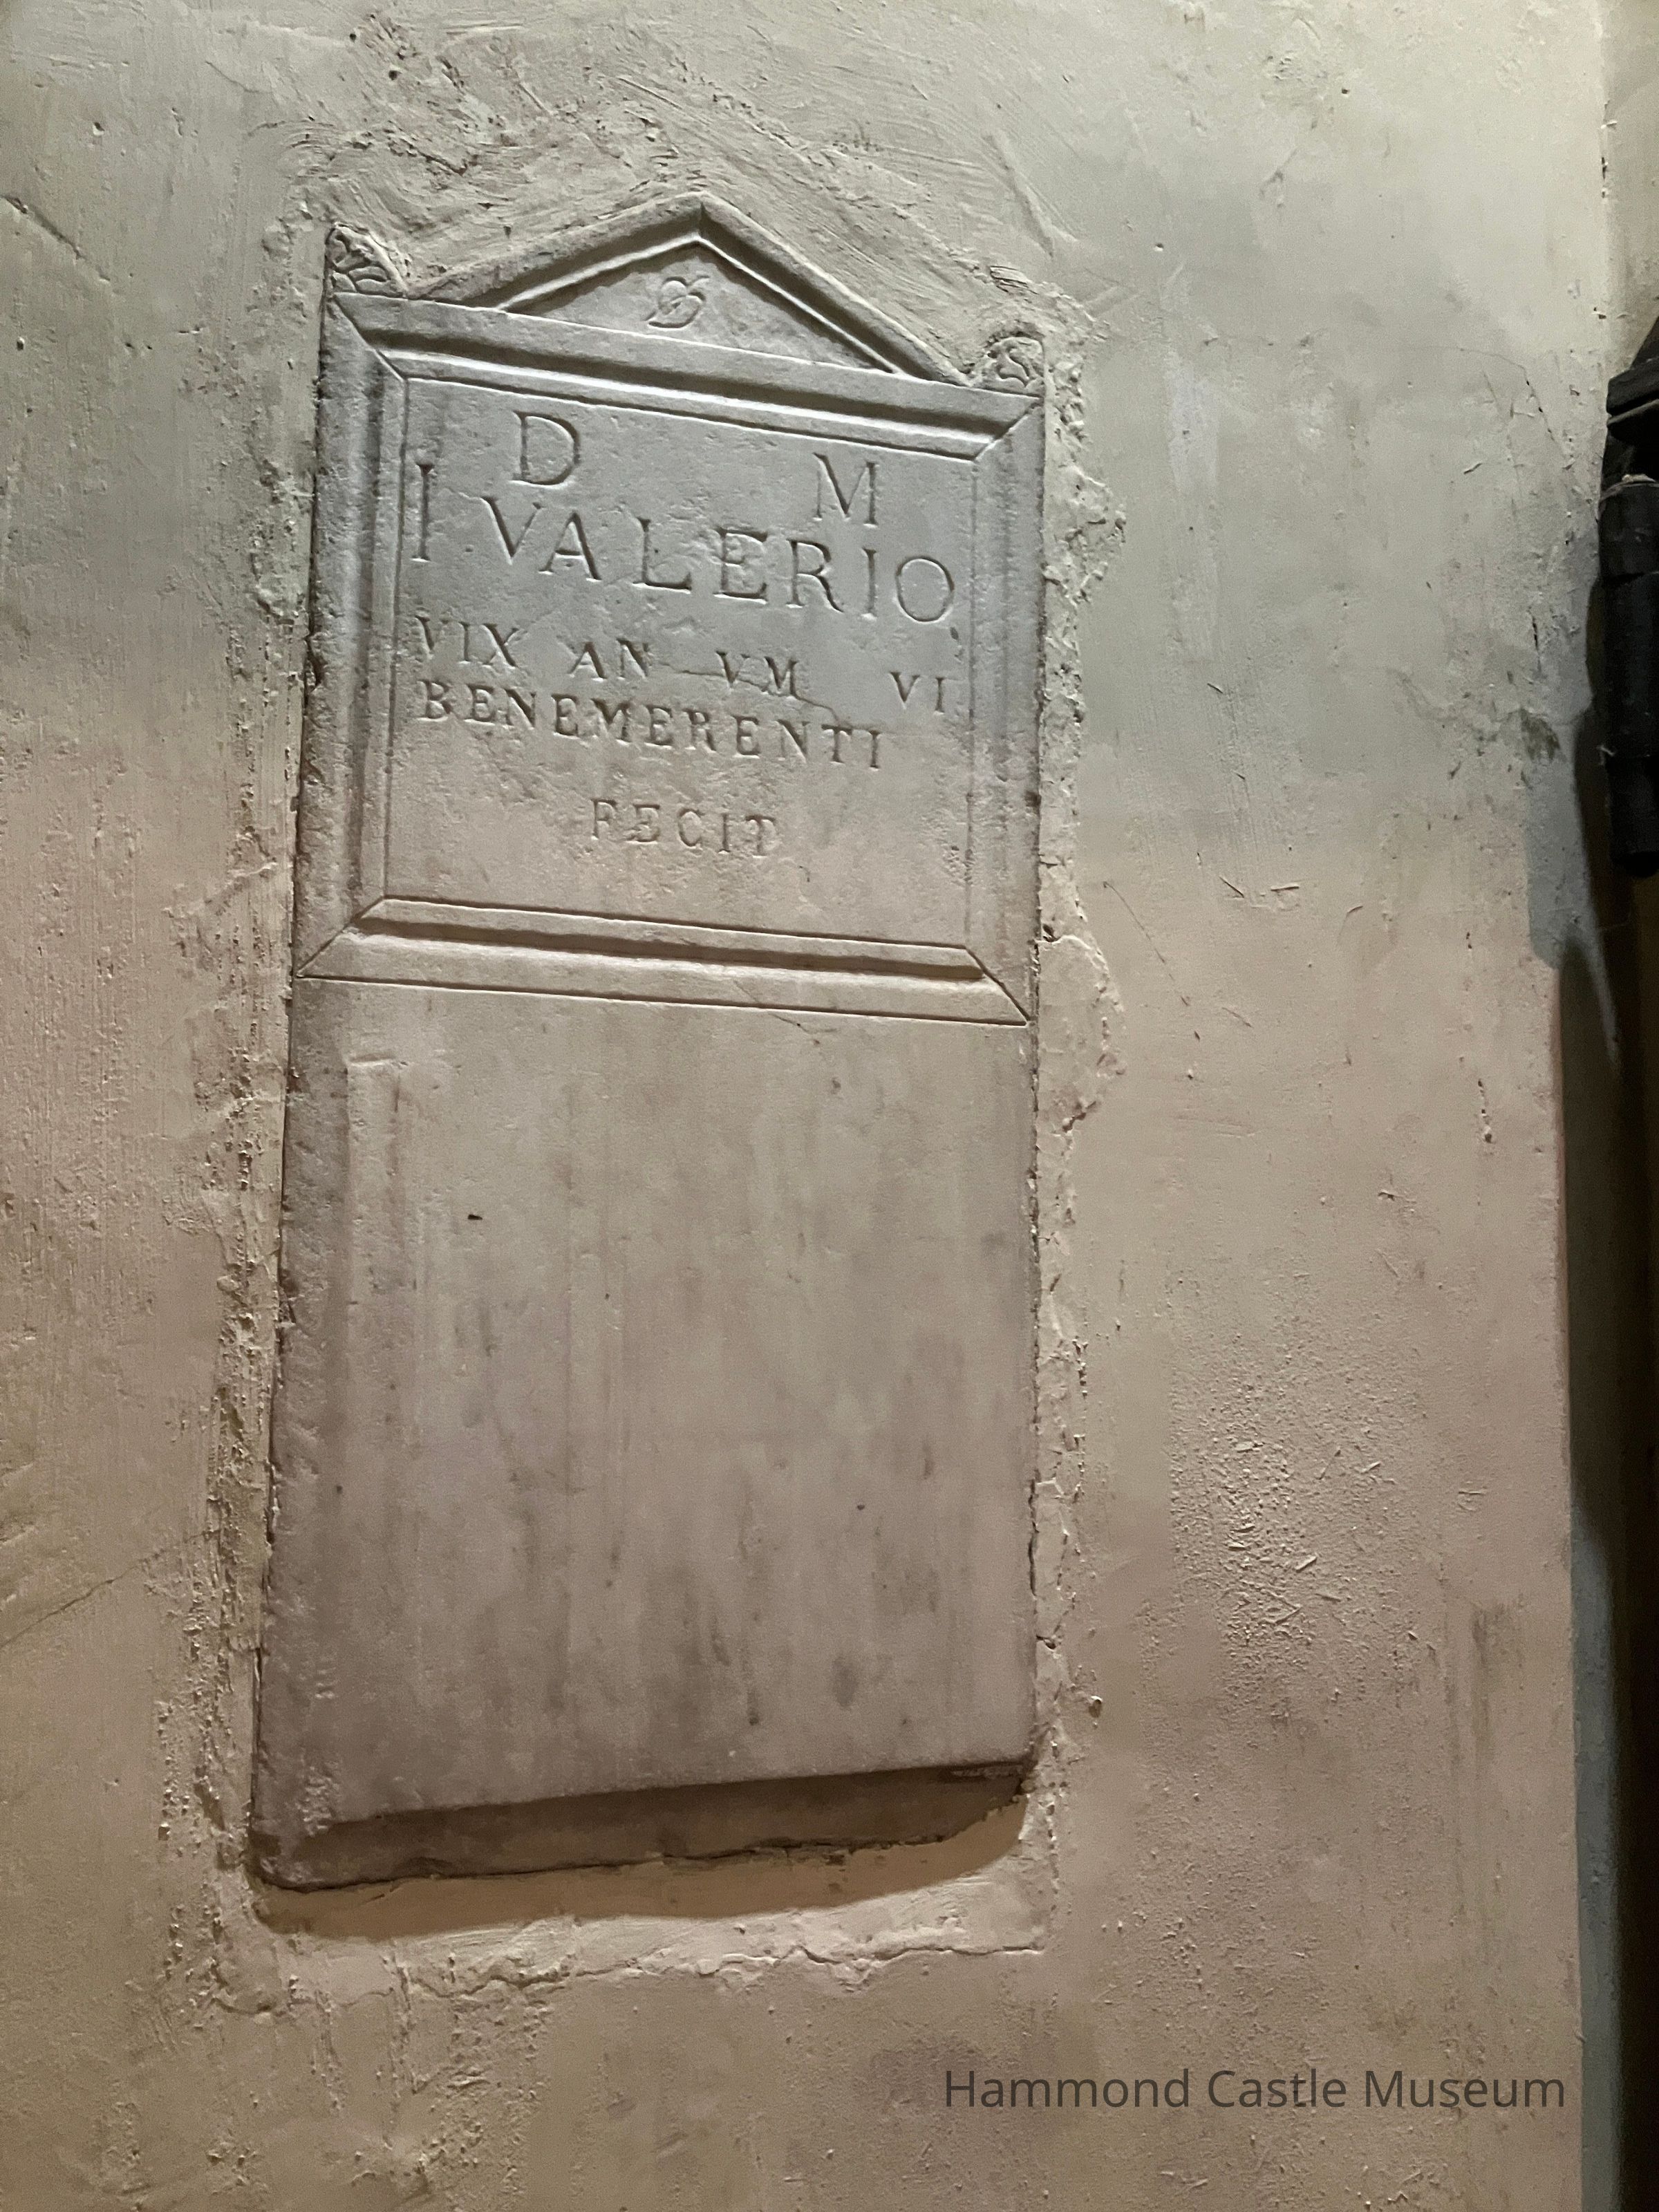 D M
I VALERIO
VIX AN VM VI
BENEMERENTI
FECIT
Hammond Castle Museum